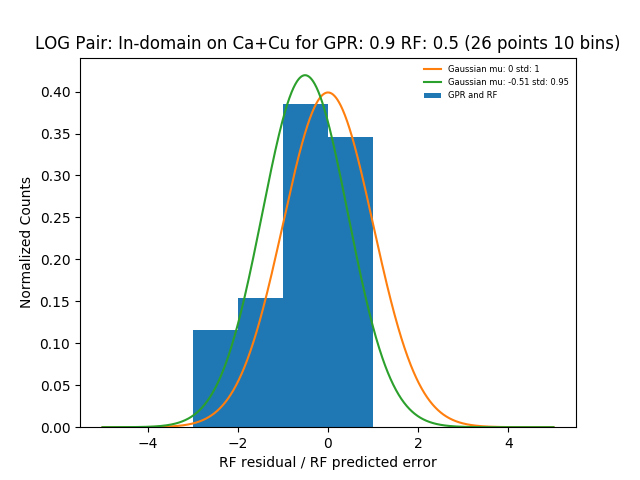 LOG Pair: In-domain on Ca+Cu for GPR: 0.9 RF: 0.5 (26 points 10 bins)
Gaussian mu: 0 std: 1
Gaussian mu: -0.51 std: 0.95
GPR and RF
Normalized Counts
0.40
0.35
0.30
0.25
0.20
0.15
0.10
0.05
0.00
−4 −2 0 2 4
RF residual / RF predicted error